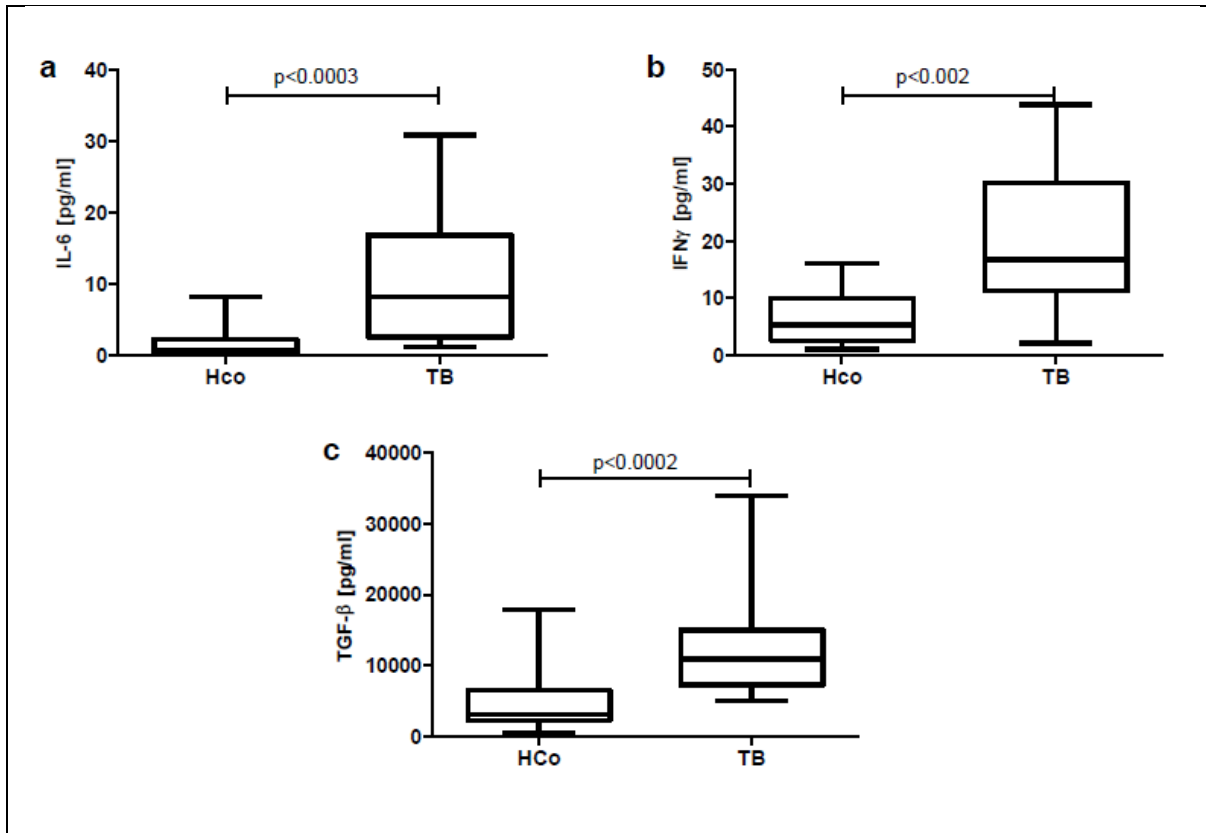 a
p<0.0003
IL-6 [pg/ml]
40
30
20
10
0
Hco TB
b
p<0.002
IFNγ [pg/ml]
50
40
30
20
10
0
Hco TB
c
p<0.0002
TGF-β [pg/ml]
40000
30000
20000
10000
0
HCo TB